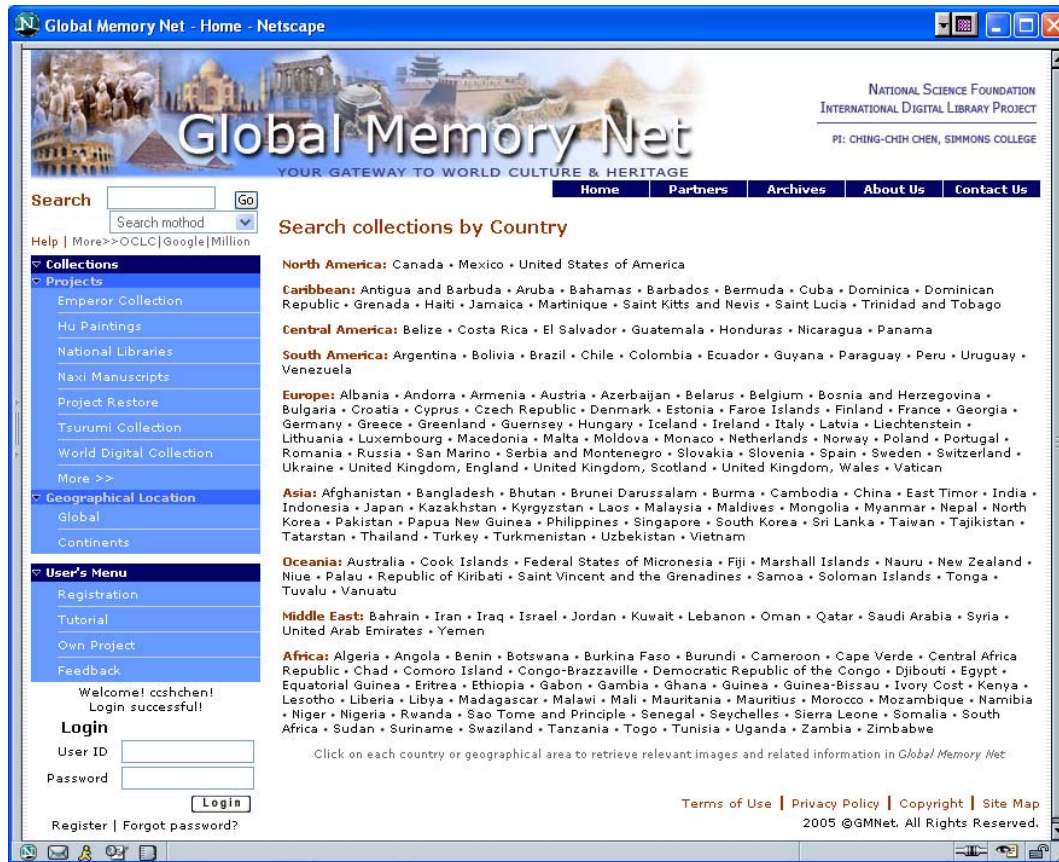 Global Memory Net - Home - Netscape
Global Memory Net
YOUR GATEWAY TO WORLD CULTURE & HERITAGE
NATIONAL SCIENCE FOUNDATION
INTERNATIONAL DIGITAL LIBRARY PROJECT
PI: CHING-CHIH CHEN, SIMMONS COLLEGE
Home Partners Archives About Us Contact Us
Search Go
Search mothod
Help | More>>OCLC|Google|Million
Collections
Projects
Emperor Collection
Hu Paintings
National Libraries
Naxi Manuscripts
Project Restore
Tsurumi Collection
World Digital Collection
More >>
Geographical Location
Global
Continents
User's Menu
Registration
Tutorial
Own Project
Feedback
Welcome! ccshchen!
Login successful!
Login
User ID
Password
Login
Register | Forgot password?
Search collections by Country
North America: Canada • Mexico • United States of America
Caribbean: Antigua and Barbuda • Aruba • Bahamas • Barbados • Bermuda • Cuba • Dominica • Dominican
Republic • Grenada • Haiti • Jamaica • Martinique • Saint Kitts and Nevis • Saint Lucia • Trinidad and Tobago
Central America: Belize • Costa Rica • El Salvador • Guatemala • Honduras • Nicaragua • Panama
South America: Argentina • Bolivia • Brazil • Chile • Colombia • Ecuador • Guyana • Paraguay • Peru • Uruguay •
Venezuela
Europe: Albania • Andorra • Armenia • Austria • Azerbaijan • Belarus • Belgium • Bosnia and Herzegovina •
Bulgaria • Croatia • Cyprus • Czech Republic • Denmark • Estonia • Faroe Islands • Finland • France • Georgia •
Germany • Greece • Greenland • Guernsey • Hungary • Iceland • Ireland • Italy • Latvia • Liechtenstein •
Lithuania • Luxembourg • Macedonia • Malta • Moldova • Monaco • Netherlands • Norway • Poland • Portugal •
Romania • Russia • San Marino • Serbia and Montenegro • Slovakia • Slovenia • Spain • Sweden • Switzerland •
Ukraine • United Kingdom, England • United Kingdom, Scotland • United Kingdom, Wales • Vatican
Asia: Afghanistan • Bangladesh • Bhutan • Brunei Darussalam • Burma • Cambodia • China • East Timor • India •
Indonesia • Japan • Kazakhstan • Kyrgyzstan • Laos • Malaysia • Maldives • Mongolia • Myanmar • Nepal • North
Korea • Pakistan • Papua New Guinea • Philippines • Singapore • South Korea • Sri Lanka • Taiwan • Tajikistan •
Tatarstan • Thailand • Turkey • Turkmenistan • Uzbekistan • Vietnam
Oceania: Australia • Cook Islands • Federal States of Micronesia • Fiji • Marshall Islands • Nauru • New Zealand •
Niue • Palau • Republic of Kiribati • Saint Vincent and the Grenadines • Samoa • Soloman Islands • Tonga •
Tuvalu • Vanuatu
Middle East: Bahrain • Iran • Iraq • Israel • Jordan • Kuwait • Lebanon • Oman • Qatar • Saudi Arabia • Syria •
United Arab Emirates • Yemen
Africa: Algeria • Angola • Benin • Botswana • Burkina Faso • Burundi • Cameroon • Cape Verde • Central Africa
Republic • Chad • Comoro Island • Congo-Brazzaville • Democratic Republic of the Congo • Djibouti • Egypt •
Equatorial Guinea • Eritrea • Ethiopia • Gabon • Gambia • Ghana • Guinea • Guinea-Bissau • Ivory Cost • Kenya •
Lesotho • Liberia • Libya • Madagascar • Malawi • Mali • Mauritania • Mauritius • Morocco • Mozambique • Namibia
• Niger • Nigeria • Rwanda • Sao Tome and Principle • Senegal • Seychelles • Sierra Leone • Somalia • South
Africa • Sudan • Suriname • Swaziland • Tanzania • Togo • Tunisia • Uganda • Zambia • Zimbabwe
Click on each country or geographical area to retrieve relevant images and related information in Global Memory Net
Terms of Use | Privacy Policy | Copyright | Site Map
2005 @GMNet. All Rights Reserved.